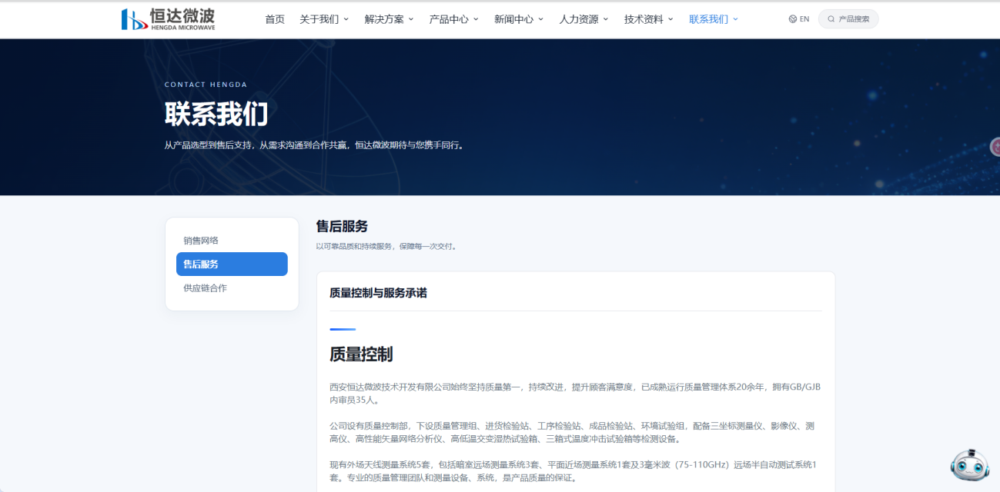 恒达微波
HENGDA MICROWAVE
首页 关于我们 解决方案 产品中心 新闻中心 人力资源 技术资料 联系我们 EN 产品搜索
CONTACT HENGDA
联系我们
从产品选型到售后支持，从需求沟通到合作共赢，恒达微波期待与您携手同行。
销售网络
售后服务
供应链合作
售后服务
以可靠品质和持续服务，保障每一次交付。
质量控制与服务承诺
质量控制
西安恒达微波技术开发有限公司始终坚持质量第一，持续改进，提升顾客满意度，已成熟运行质量管理体系20余年，拥有GB/GJB
内审员35人。
公司设有质量控制部，下设质量管理组、进货检验站、工序检验站、成品检验站、环境试验组，配备三坐标测量仪、影像仪、测
高仪、高性能矢量网络分析仪、高低温交变湿热试验箱、三箱式温度冲击试验箱等检测设备。
现有外场天线测量系统5套，包括暗室远场测量系统3套、平面近场测量系统1套及3毫米波（75-110GHz）远场半自动测试系统1
套。专业的质量管理团队和测量设备、系统，是产品质量的保证。